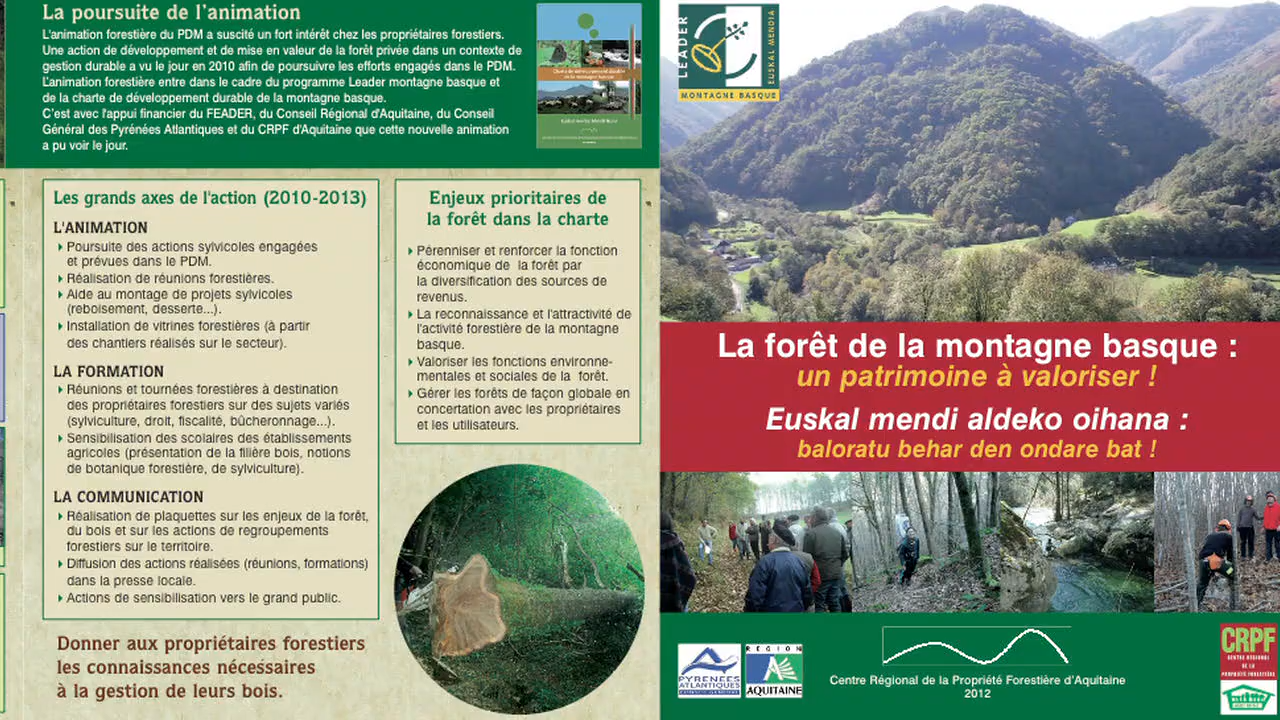 La poursuite de l'animation
L'animation forestière du PDM a suscité un fort intérêt chez les propriétaires forestiers.
Une action de développement et de mise en valeur de la forêt privée dans un contexte de
gestion durable a vu le jour en 2010 afin de poursuivre les efforts engagés dans le PDM.
L'animation forestière entre dans le cadre du programme Leader montagne basque et
de la charte de développement durable de la montagne basque.
C'est avec l'appui financier du FEADER, du Conseil Régional d'Aquitaine, du Conseil
Général des Pyrénées Atlantiques et du CRPF d'Aquitaine que cette nouvelle animation
a pu voir le jour.
Les grands axes de l'action (2010-2013)
L'ANIMATION
Poursuite des actions sylvicoles engagées
et prévues dans le PDM.
Réalisation de réunions forestières.
Aide au montage de projets sylvicoles
(reboisement, desserte...).
Installation de vitrines forestières (à partir
des chantiers réalisés sur le secteur).
LA FORMATION
Réunions et tournées forestières à destination
des propriétaires forestiers sur des sujets variés
(sylviculture, droit, fiscalité, bûcheronnage...).
Sensibilisation des scolaires des établissements
agricoles (présentation de la filière bois, notions
de botanique forestière, de sylviculture).
LA COMMUNICATION
Réalisation de plaquettes sur les enjeux de la forêt,
du bois et sur les actions de regroupements
forestiers sur le territoire.
Diffusion des actions réalisées (réunions, formations)
dans la presse locale.
Actions de sensibilisation vers le grand public.
Donner aux propriétaires forestiers
les connaissances nécessaires
à la gestion de leurs bois.
Enjeux prioritaires de
la forêt dans la charte
Pérenniser et renforcer la fonction
économique de la forêt par
la diversification des sources de
revenus.
La reconnaissance et l'attractivité de
l'activité forestière de la montagne
basque.
Valoriser les fonctions environne-
mentales et sociales de la forêt.
Gérer les forêts de façon globale en
concertation avec les propriétaires
et les utilisateurs.
LEADER
EUSKAL MENDIA
MONTAGNE BASQUE
La forêt de la montagne basque :
un patrimoine à valoriser !
Euskal mendi aldeko oihana :
baloratu behar den ondare bat !
PYRENEES
ATLANTIQUES
REGION
AQUITAINE
Centre Régional de la Propriété Forestière d'Aquitaine
2012
CRPF
CENTRE REGIONAL
DE LA
PROPRIÉTÉ FORESTIÈRE